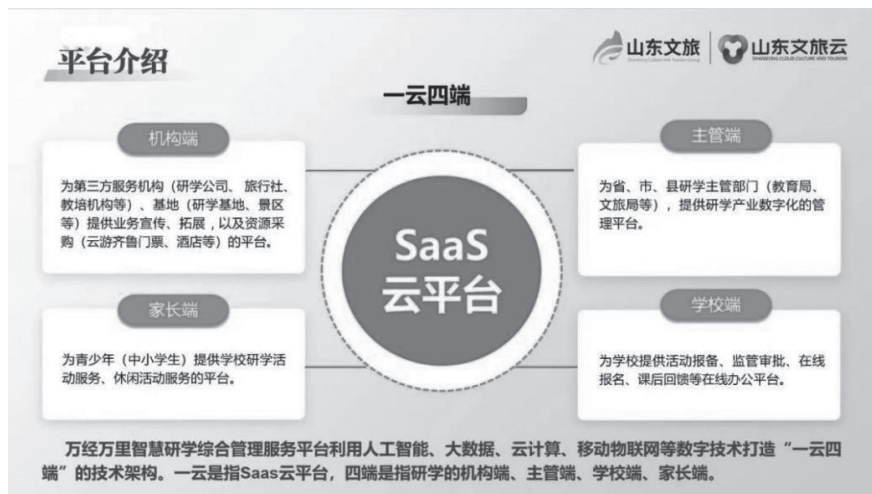 平台介绍
山东文旅
山东文旅云
SHANDONG CLOUD CULTURE AND TOURISM
一云四端
机构端
为第三方服务机构（研学公司、旅行社、
教培机构等）、基地（研学基地、景区
等）提供业务宣传、拓展，以及资源采
购（云游齐鲁门票、酒店等）的平台。
主管端
为省、市、县研学主管部门（教育局、
文旅局等），提供研学产业数字化的管
理平台。
SaaS
云平台
家长端
为青少年（中小学生）提供学校研学活
动服务、休闲活动服务的平台。
学校端
为学校提供活动报备、监管审批、在线
报名、课后回馈等在线办公平台。
万经万里智慧研学综合管理服务平台利用人工智能、大数据、云计算、移动物联网等数字技术打造“一云四
端”的技术架构。一云是指Saas云平台，四端是指研学的机构端、主管端、学校端、家长端。